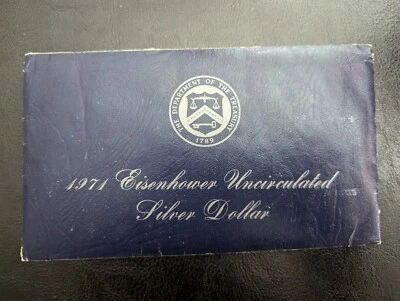 THE DEPARTMENT OF THE TREASURY
1789
1971 Eisenhower Uncirculated
Silver Dollar